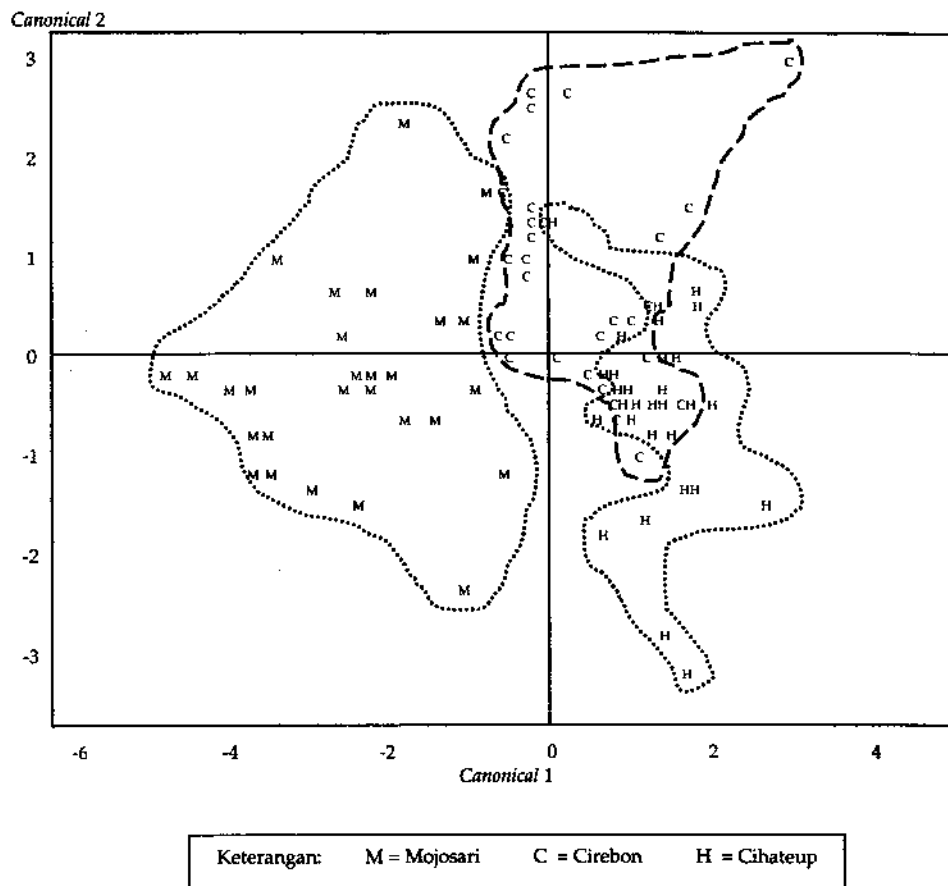 Canonical 2
3
2
1
0
-1
-2
-3
-6 -4 -2 0 2 4
Canonical 1
Keterangan: M = Mojosari C = Cirebon H = Cihateup